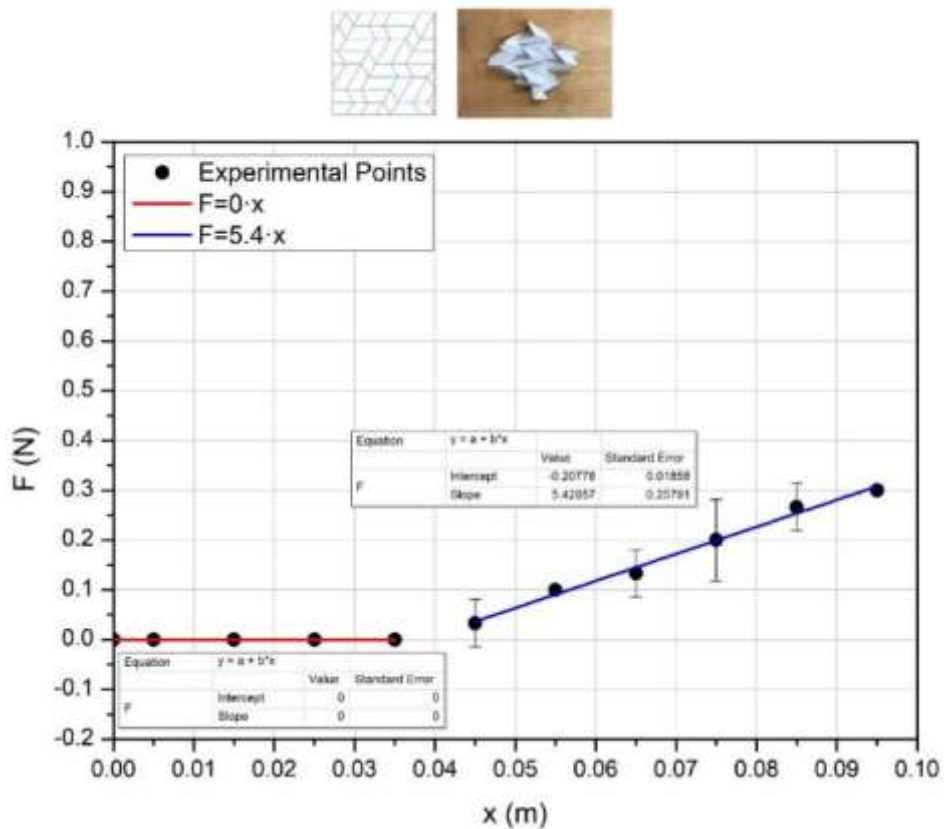 Experimental Points
F=0·x
F=5.4·x
1.0
0.9
0.8
0.7
0.6
0.5
0.4
0.3
0.2
0.1
0.0
-0.1
-0.2
F (N)
Equation y = a + b*x
Value Standard Error
F
Intercept -0.20778 0.01858
Slope 5.42857 0.25791
Equation y = a + b*x
Value Standard Error
F
Intercept 0 0
Slope 0 0
0.00 0.01 0.02 0.03 0.04 0.05 0.06 0.07 0.08 0.09 0.10
x (m)